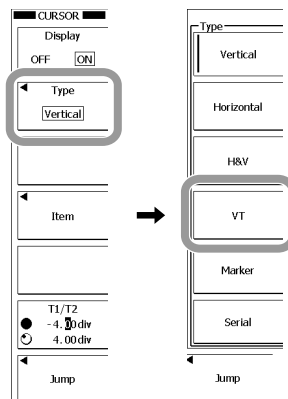 CURSOR
Display
OFF ON
Type
Vertical
Item
T1/T2
-4.00div
4.00div
Jump
Type
Vertical
Horizontal
H&V
VT
Marker
Serial
Jump